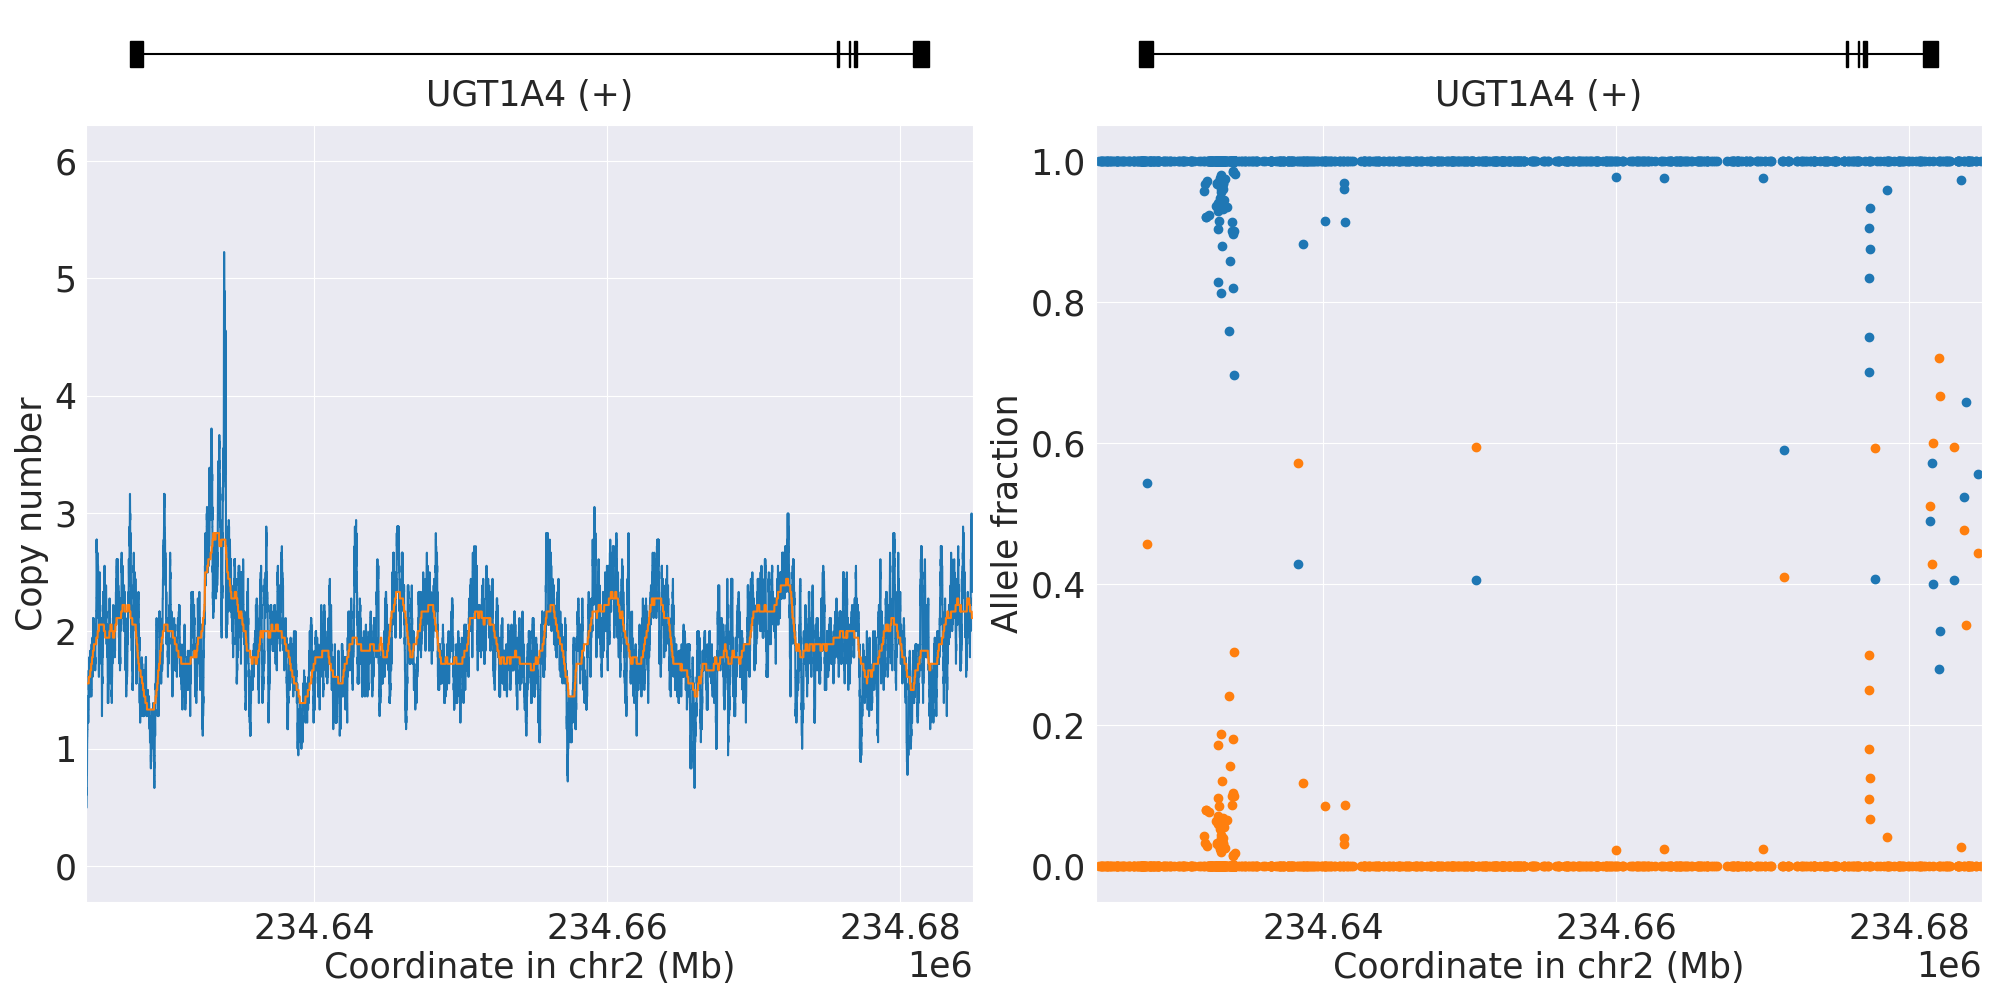 UGT1A4 (+)
6
5
4
3
2
1
0
Copy number
234.64 234.66 234.68
1e6
Coordinate in chr2 (Mb)
UGT1A4 (+)
1.0
0.8
0.6
0.4
0.2
0.0
Allele fraction
234.64 234.66 234.68
1e6
Coordinate in chr2 (Mb)